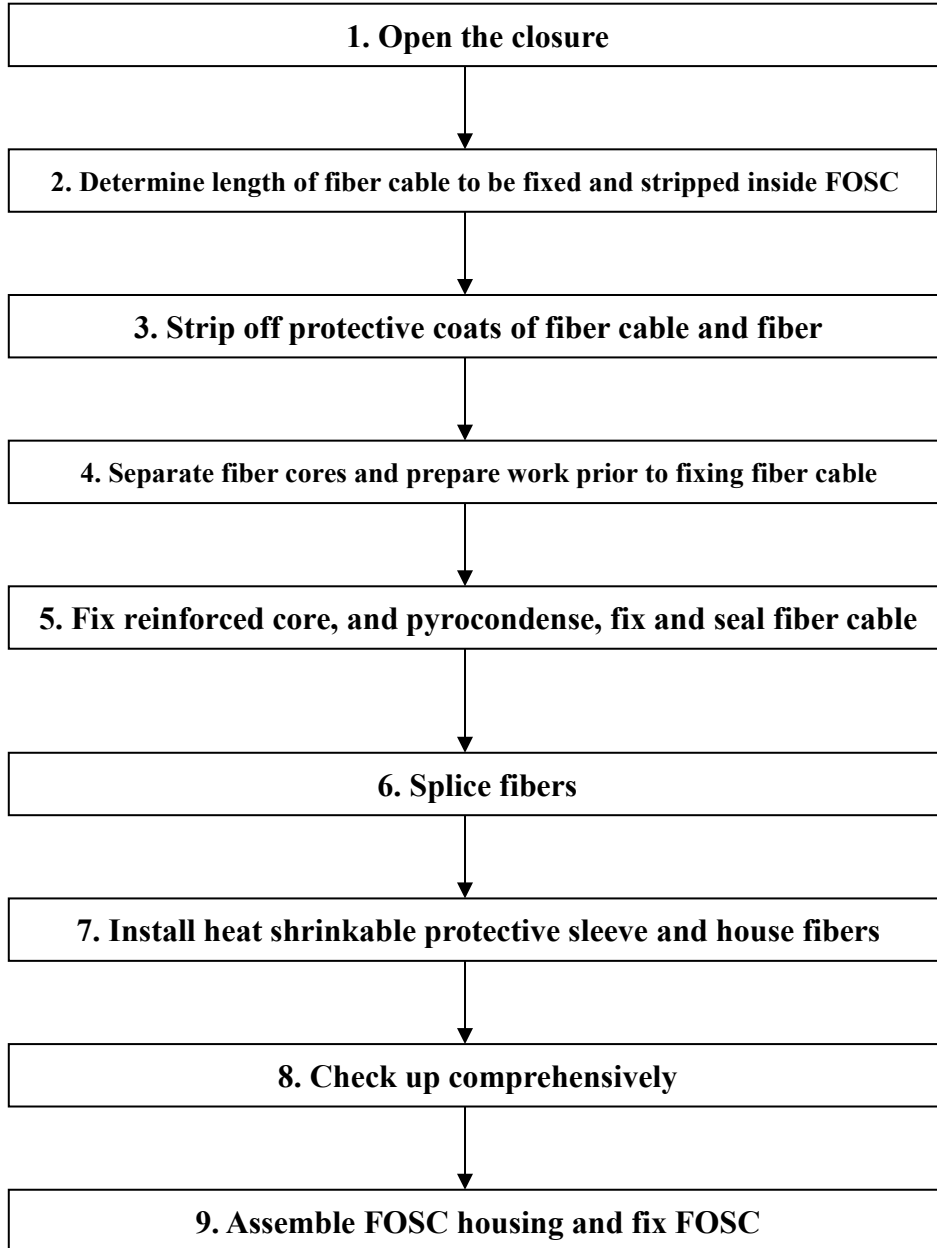 1. Open the closure
2. Determine length of fiber cable to be fixed and stripped inside FOSC
3. Strip off protective coats of fiber cable and fiber
4. Separate fiber cores and prepare work prior to fixing fiber cable
5. Fix reinforced core, and pyrocondense, fix and seal fiber cable
6. Splice fibers
7. Install heat shrinkable protective sleeve and house fibers
8. Check up comprehensively
9. Assemble FOSC housing and fix FOSC